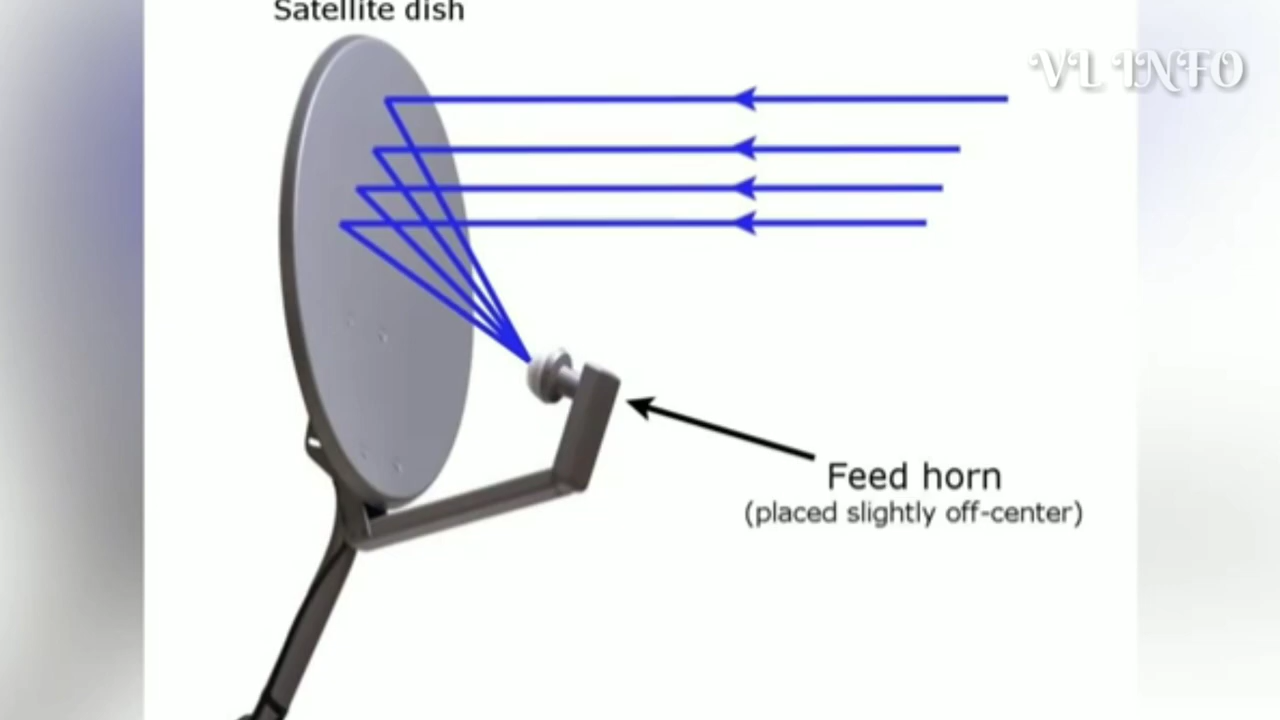 Satellite dish
VL INFO
Feed horn
(placed slightly off-center)